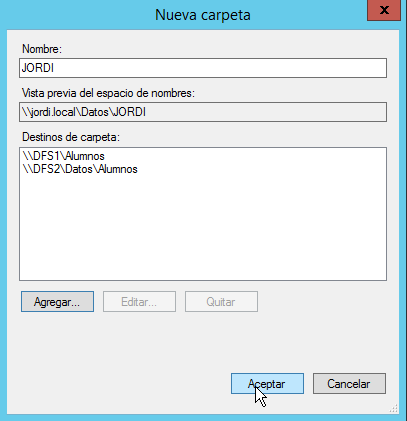 Nueva carpeta
x
Nombre:
JORDI
Vista previa del espacio de nombres:
\\jordi.local\Datos\JORDI
Destinos de carpeta:
\\DFS1\Alumnos
\\DFS2\Datos\Alumnos
Agregar... Editar... Quitar
Aceptar Cancelar